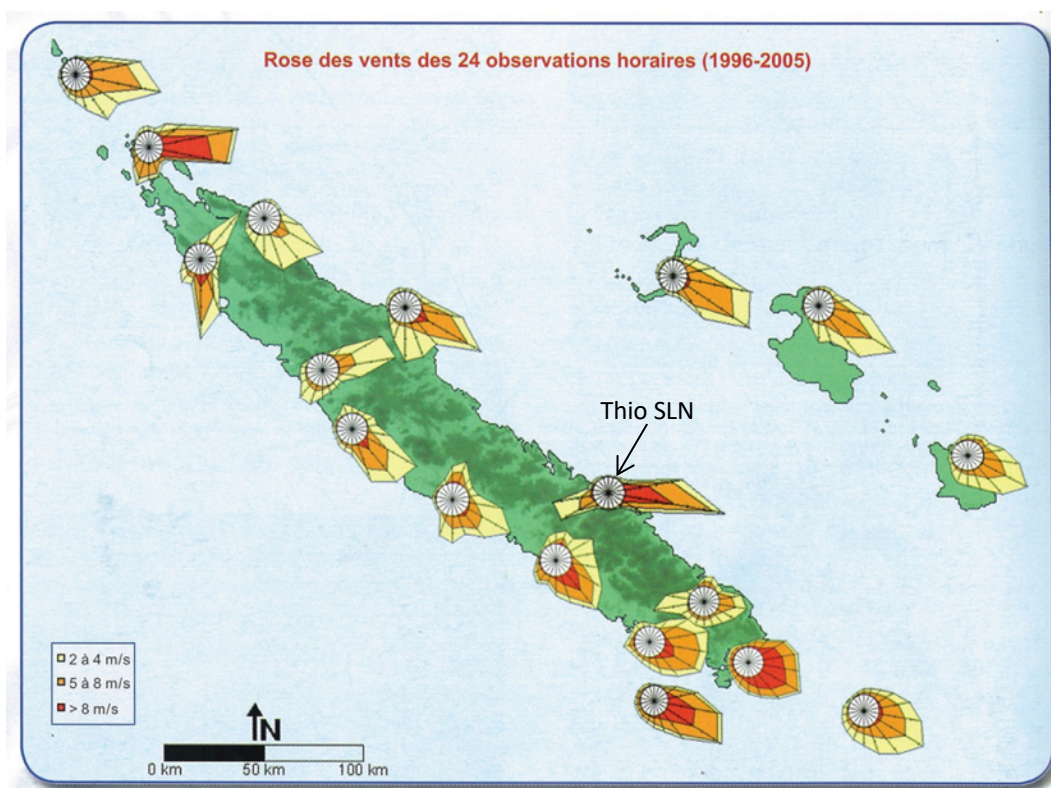 Rose des vents des 24 observations horaires (1996-2005)
Thio SLN
2 à 4 m/s
5 à 8 m/s
> 8 m/s
N
0 km
50 km
100 km